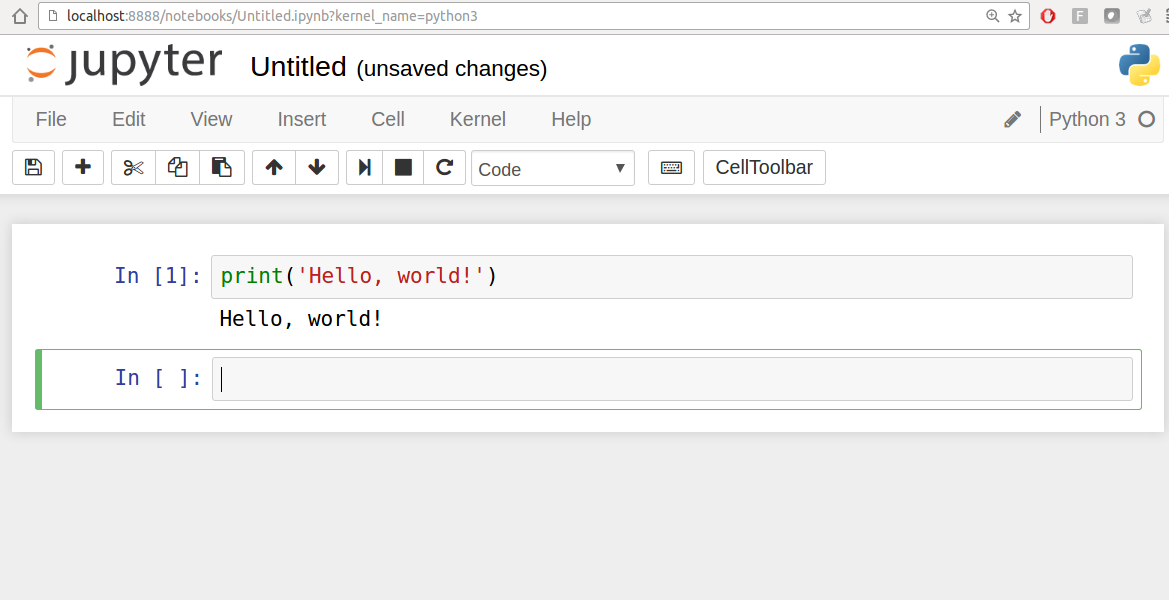 localhost:8888/notebooks/Untitled.ipynb?kernel_name=python3
jupyter Untitled (unsaved changes)
File Edit View Insert Cell Kernel Help Python 3
Code CellToolbar
In [1]: print('Hello, world!')
Hello, world!
In [ ]: